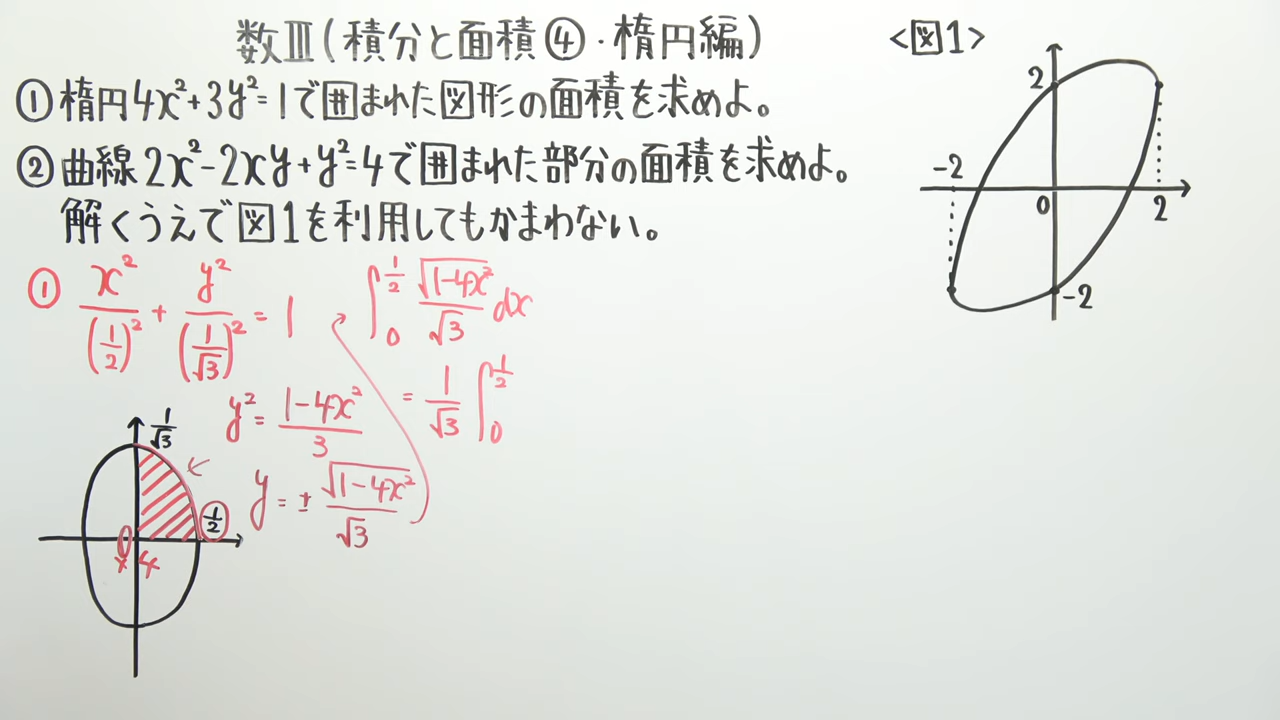 数Ⅲ(積分と面積④・楕円編)
①楕円4x²+3y²=1で囲まれた図形の面積を求めよ。
②曲線2x²-2xy+y²=4で囲まれた部分の面積を求めよ。
解くうえで図1を利用してもかまわない。
<図1>
2
-2
0
2
-2
① x²/(1/2)² + y²/(1/√3)² = 1
y² = (1-4x²)/3
y = ± √(1-4x²)/√3
∫₀^(1/2) √(1-4x²)/√3 dx
= 1/√3 ∫₀^(1/2)
1/√3
1/2
0
×4